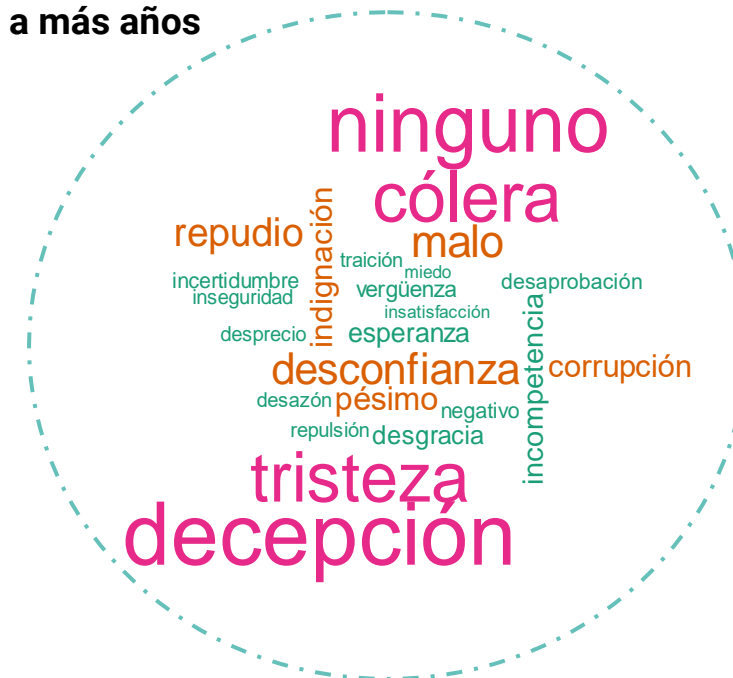 a más años
ninguno
cólera
repudio
indignación
malo
traición
miedo
incertidumbre
vergüenza
desaprobación
inseguridad
insatisfacción
incompetencia
desprecio
esperanza
desconfianza
corrupción
desazón
pésimo
negativo
repulsión
desgracia
tristeza
decepción